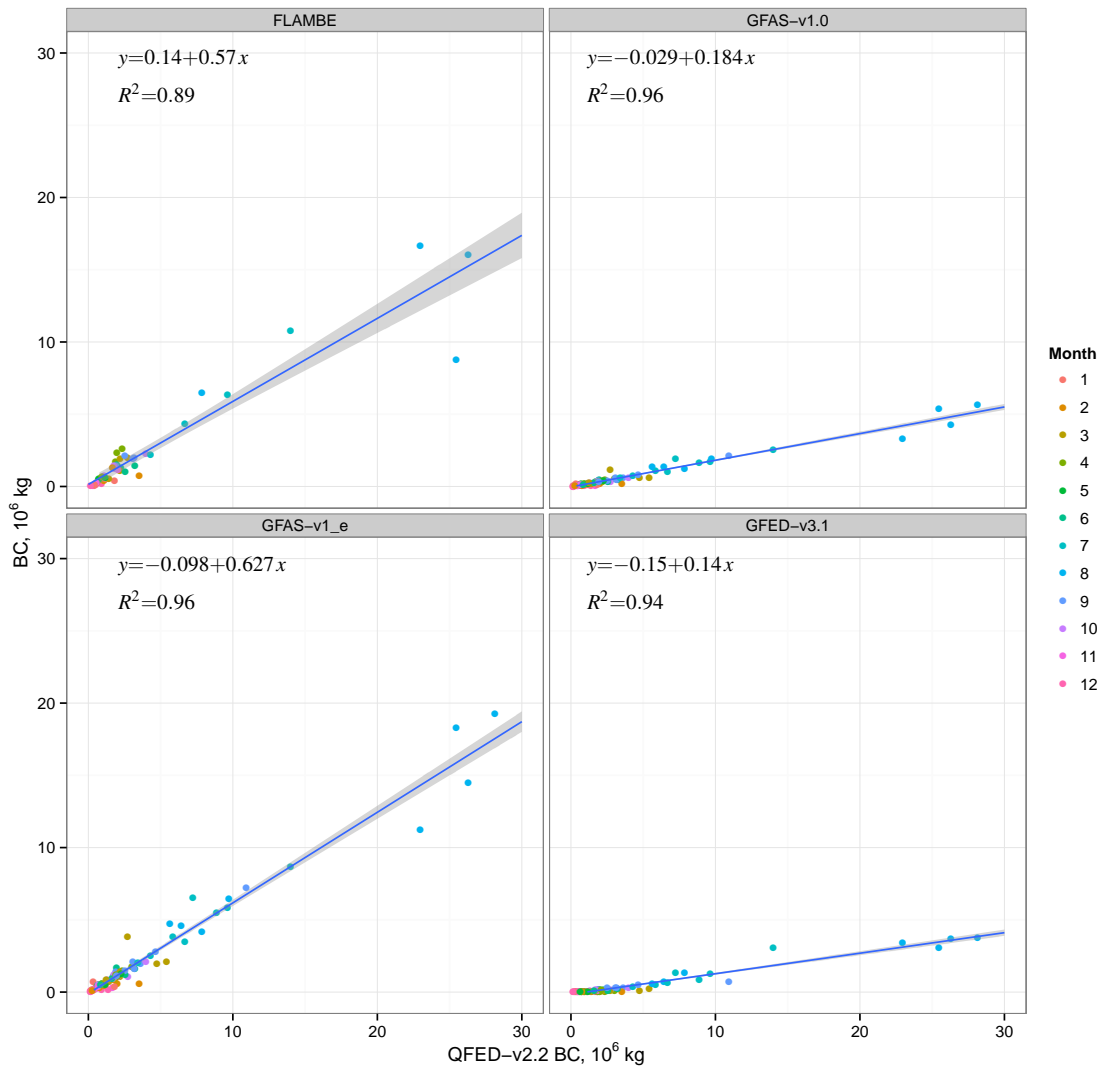 FLAMBE
y=0.14+0.57x
R²=0.89
GFAS−v1.0
y=−0.029+0.184x
R²=0.96
GFAS−v1_e
y=−0.098+0.627x
R²=0.96
GFED−v3.1
y=−0.15+0.14x
R²=0.94
30
20
10
0
30
20
10
0
BC, 10⁶ kg
0 10 20 30
0 10 20 30
QFED−v2.2 BC, 10⁶ kg
Month
1
2
3
4
5
6
7
8
9
10
11
12